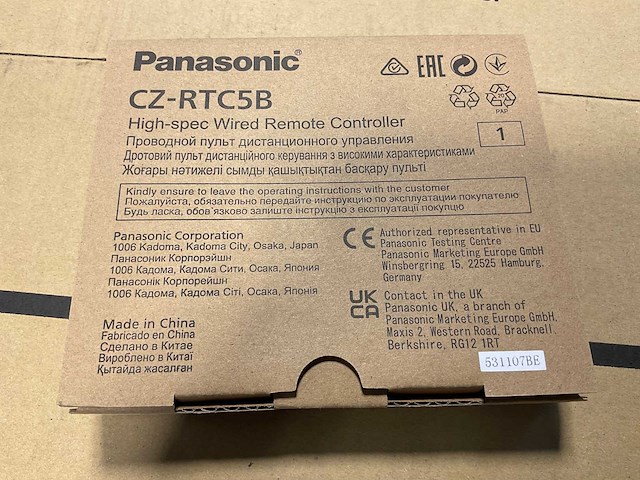 Panasonic®
EAC
CZ-RTC5B
20
PAP
High-spec Wired Remote Controller
Проводной пульт дистанционного управления
Дротовий пульт дистанційного керування з високими характеристиками
Жоғары нәтижелі сымды қашықтықтан басқару пульті
1
Kindly ensure to leave the operating instructions with the customer
Пожалуйста, обязательно передайте инструкцию по эксплуатации покупателю
Будь ласка, обов'язково залиште інструкцію з експлуатації покупцю
Panasonic Corporation
1006 Kadoma, Kadoma City, Osaka, Japan
Панасоник Корпорэйшн
1006 Кадома, Кадома Сити, Осака, Япония
Панасонік Корпорейшн
1006 Кадома, Кадома Сіті, Осака, Японія
CE
Authorized representative in EU
Panasonic Testing Centre
Panasonic Marketing Europe GmbH
Winsbergring 15, 22525 Hamburg,
Germany
UK
CA
Contact in the UK
Panasonic UK, a branch of
Panasonic Marketing Europe GmbH,
Maxis 2, Western Road, Bracknell,
Berkshire, RG12 1RT
Made in China
Fabricado en China
Сделано в Китае
Вироблено в Китаї
Қытайда жасалған
531107BE